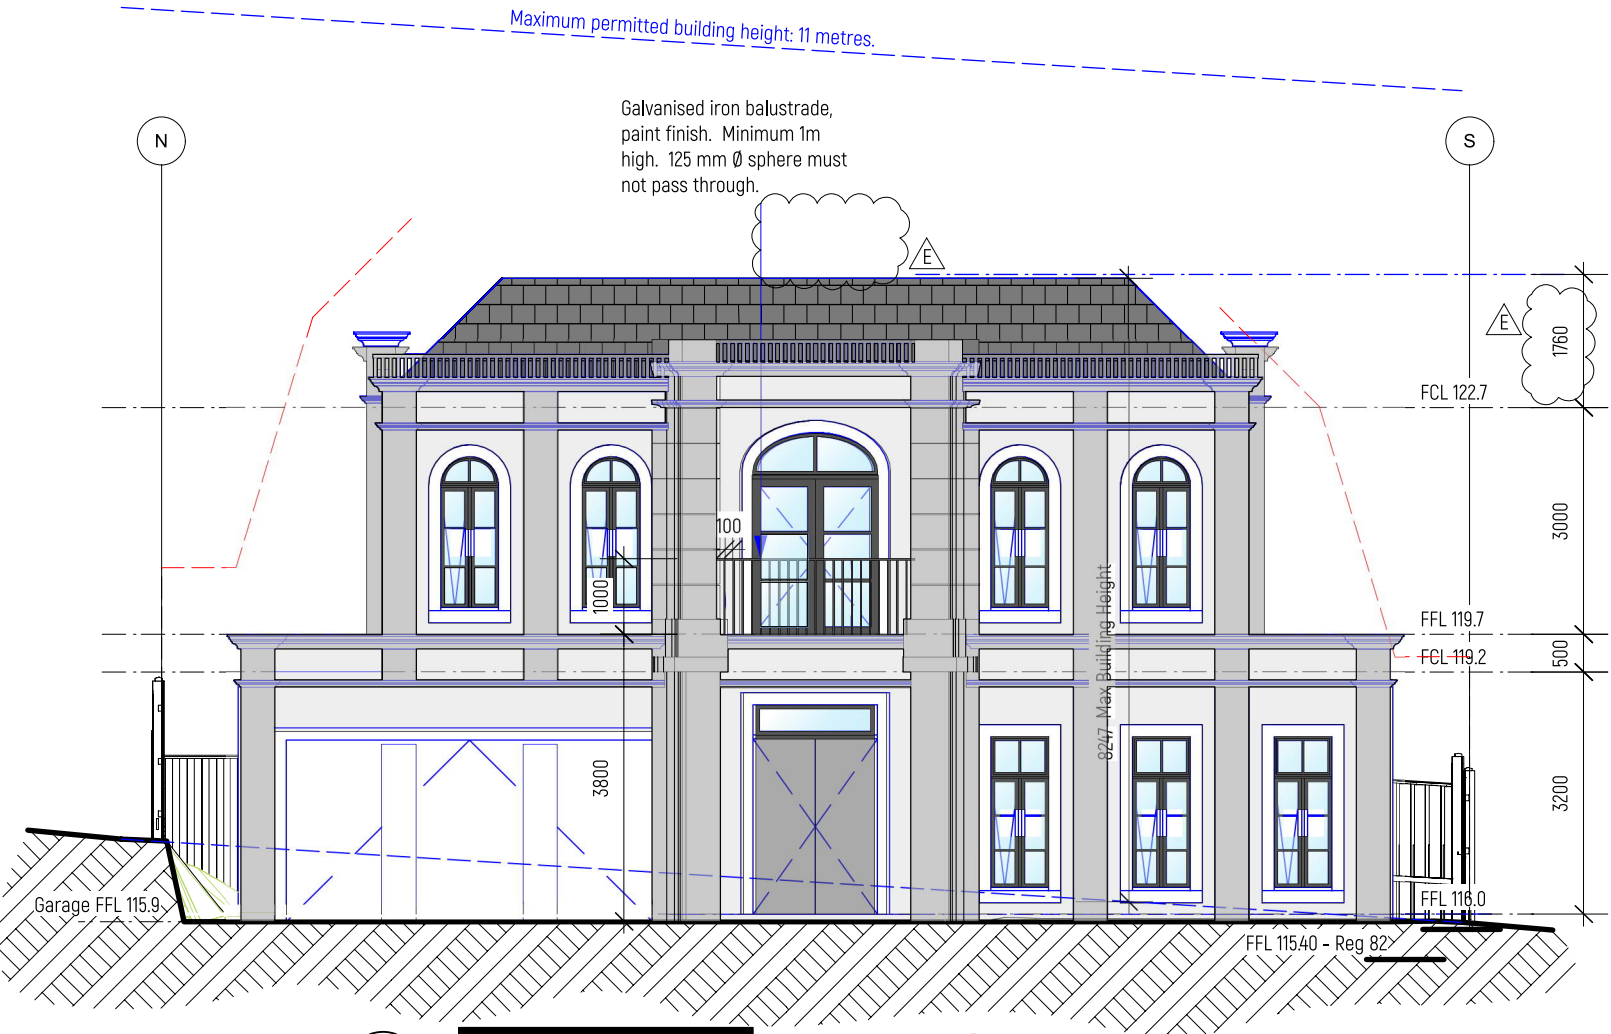 Maximum permitted building height: 11 metres.
Galvanised iron balustrade,
paint finish. Minimum 1m
high. 125 mm Ø sphere must
not pass through.
N
S
E
E
1760
FCL 122.7
3000
100
1000
8247 Max Building Height
FFL 119.7
500
FCL 119.2
3800
3200
Garage FFL 115.9
FFL 116.0
FFL 115.40 - Reg 82